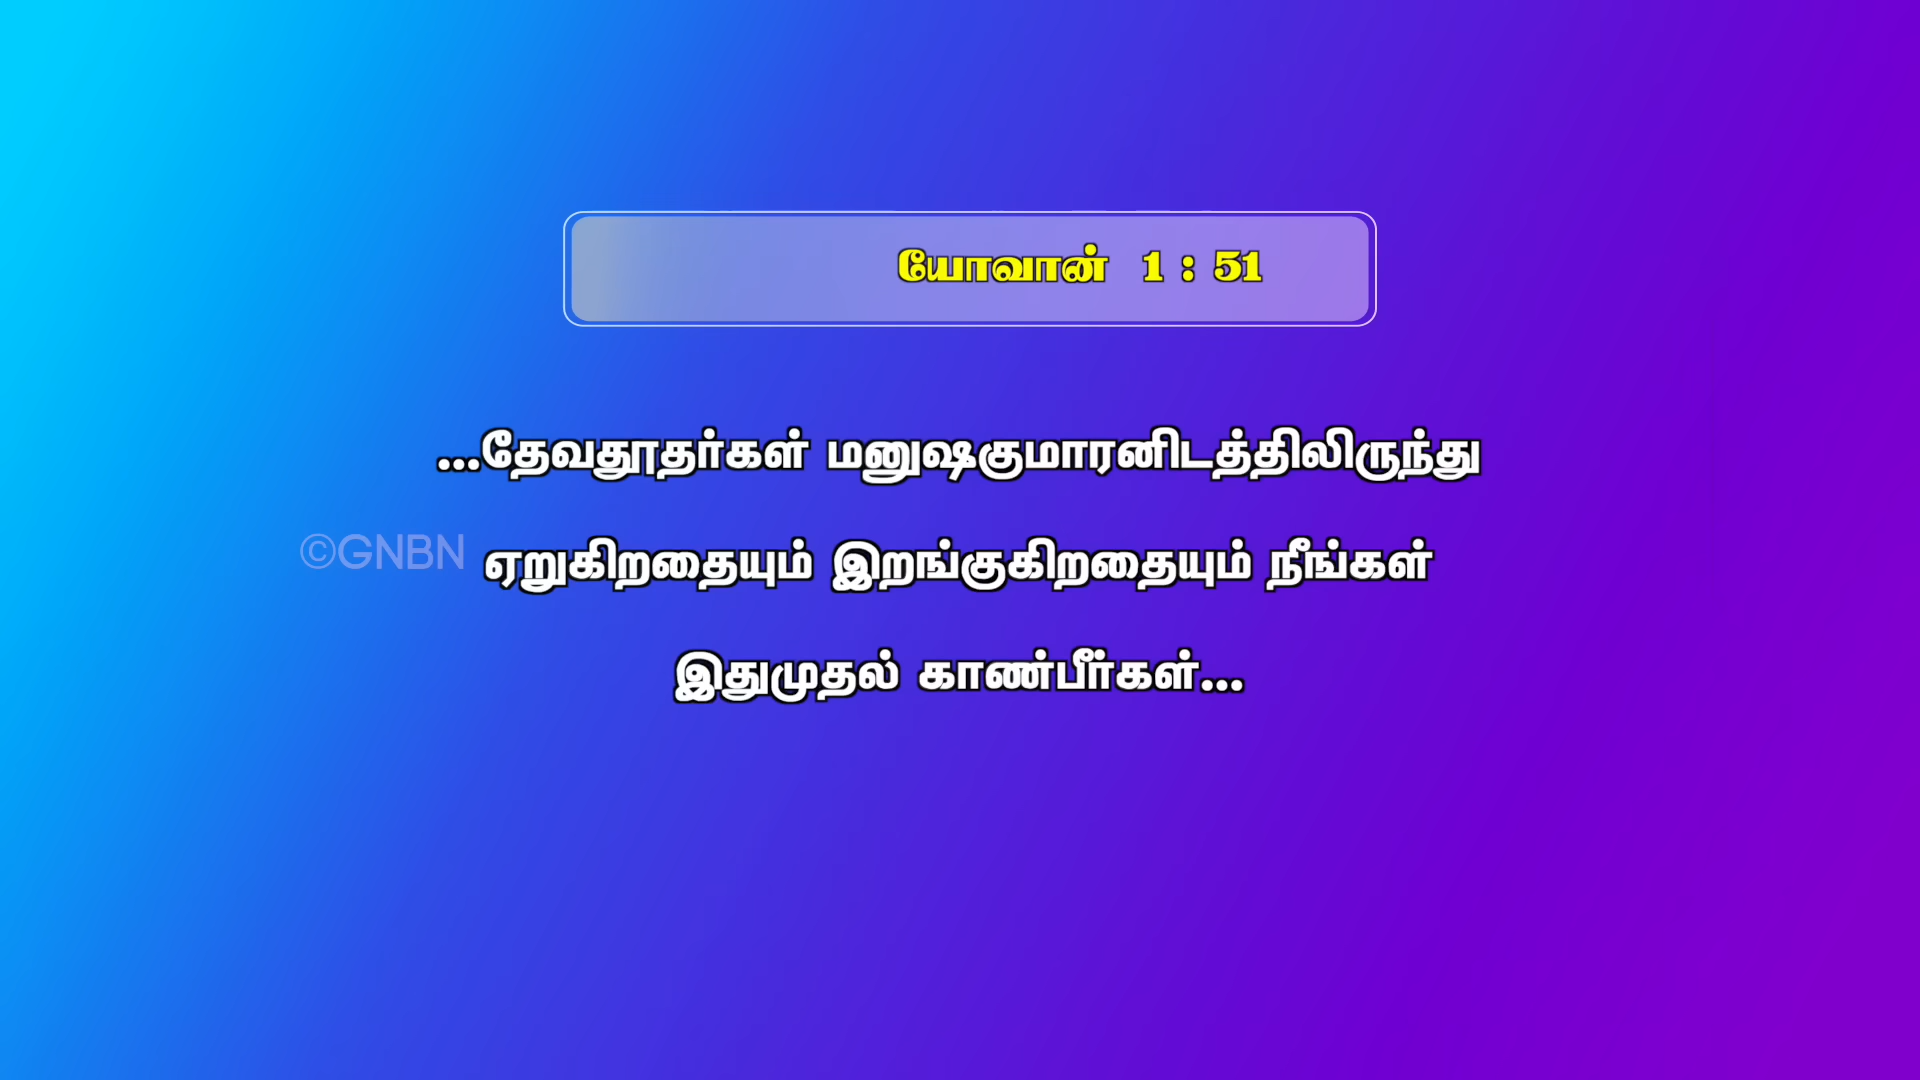 யோவான் 1 : 51
...தேவதூதர்கள் மனுஷகுமாரனிடத்திலிருந்து
©GNBN
ஏறுகிறதையும் இறங்குகிறதையும் நீங்கள்
இதுமுதல் காண்பீர்கள்...